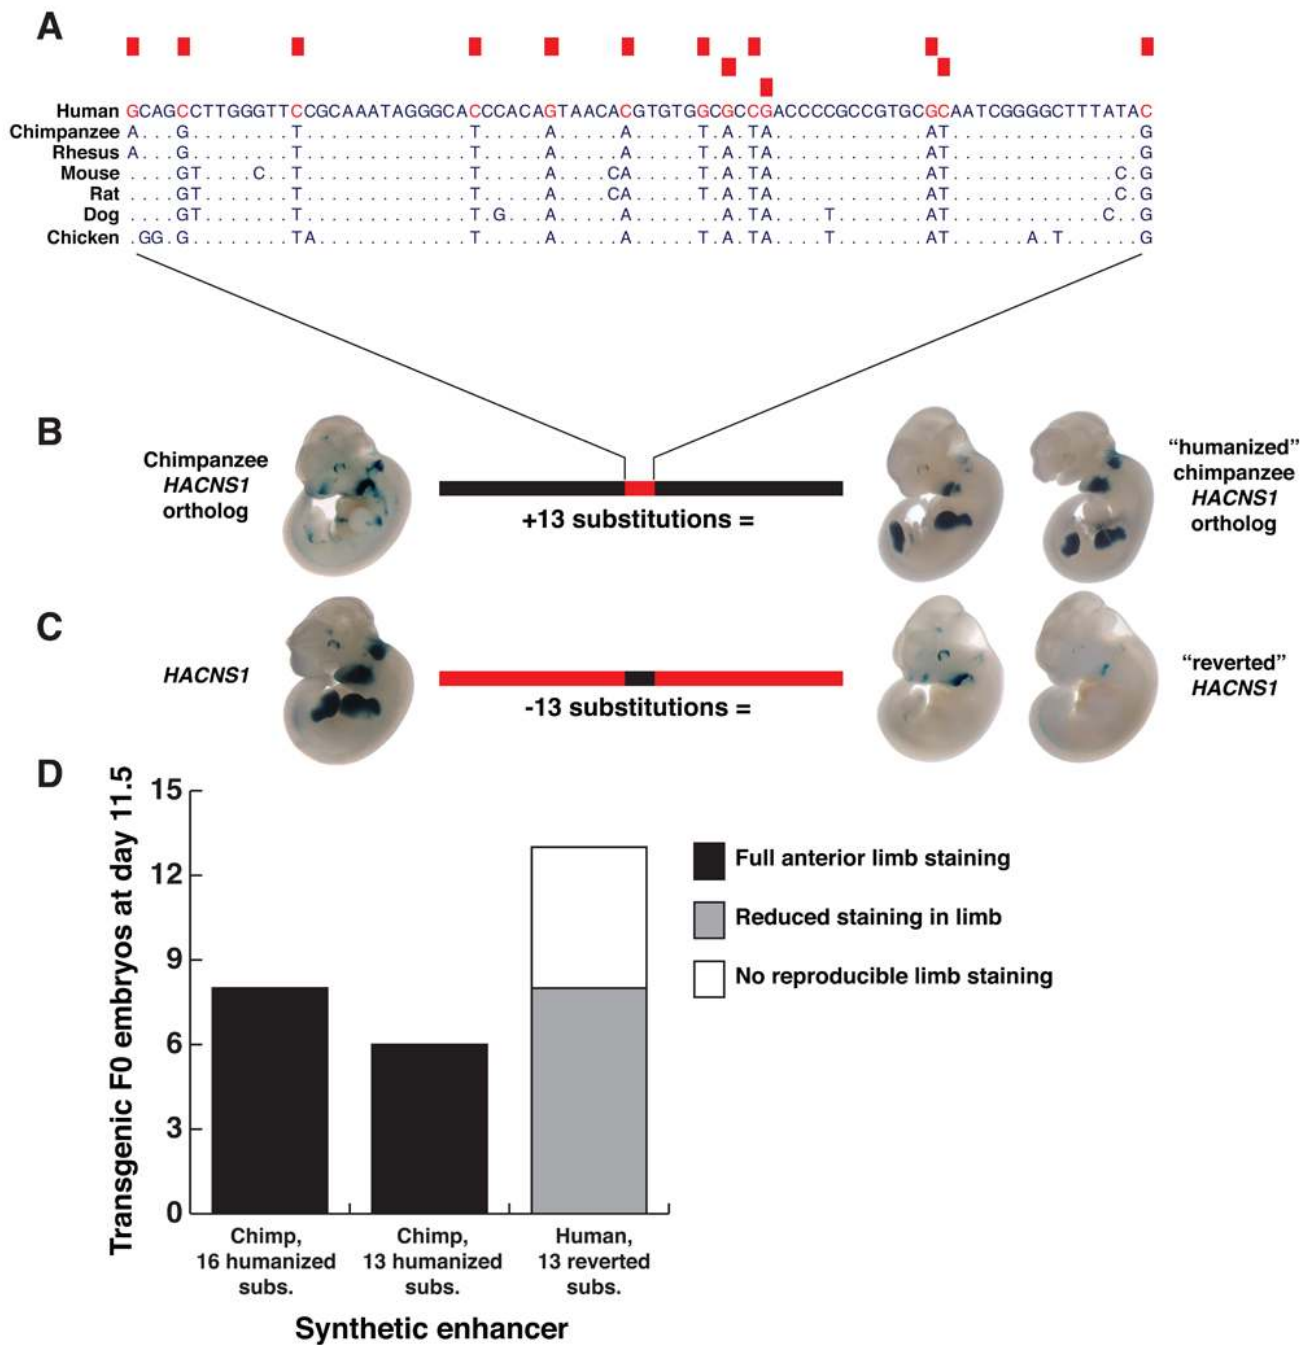 A
Human GCAGCCTTGGGTTCCGCAAATAGGGCACCCACAGTAACACGTGTGGCGCCGACCCCGCCGTGCGCAATCGGGGCTTTATAC
Chimpanzee A...G........T.............T.....A.....A.....T.A.TA............AT...............G
Rhesus A...G........T.............T.....A.....A.....T.A.TA............AT...............G
Mouse ....GT....C..T.............T.....A....CA.....T.A.TA............AT.............C.G
Rat ....GT.......T.............T.....A....CA.....T.A.TA............AT.............C.G
Dog ....GT.......T.............T.G...A.....A.......A.TA....T.......AT............C..G
Chicken .GG.G........TA............T.....A.....A.....T.A.TA....T.......AT......A.T......G
B
Chimpanzee
HACNS1
ortholog
+13 substitutions =
“humanized”
chimpanzee
HACNS1
ortholog
C
HACNS1
-13 substitutions =
“reverted”
HACNS1
D
Transgenic F0 embryos at day 11.5
15
12
9
6
3
0
Full anterior limb staining
Reduced staining in limb
No reproducible limb staining
Chimp,
16 humanized
subs.
Chimp,
13 humanized
subs.
Human,
13 reverted
subs.
Synthetic enhancer